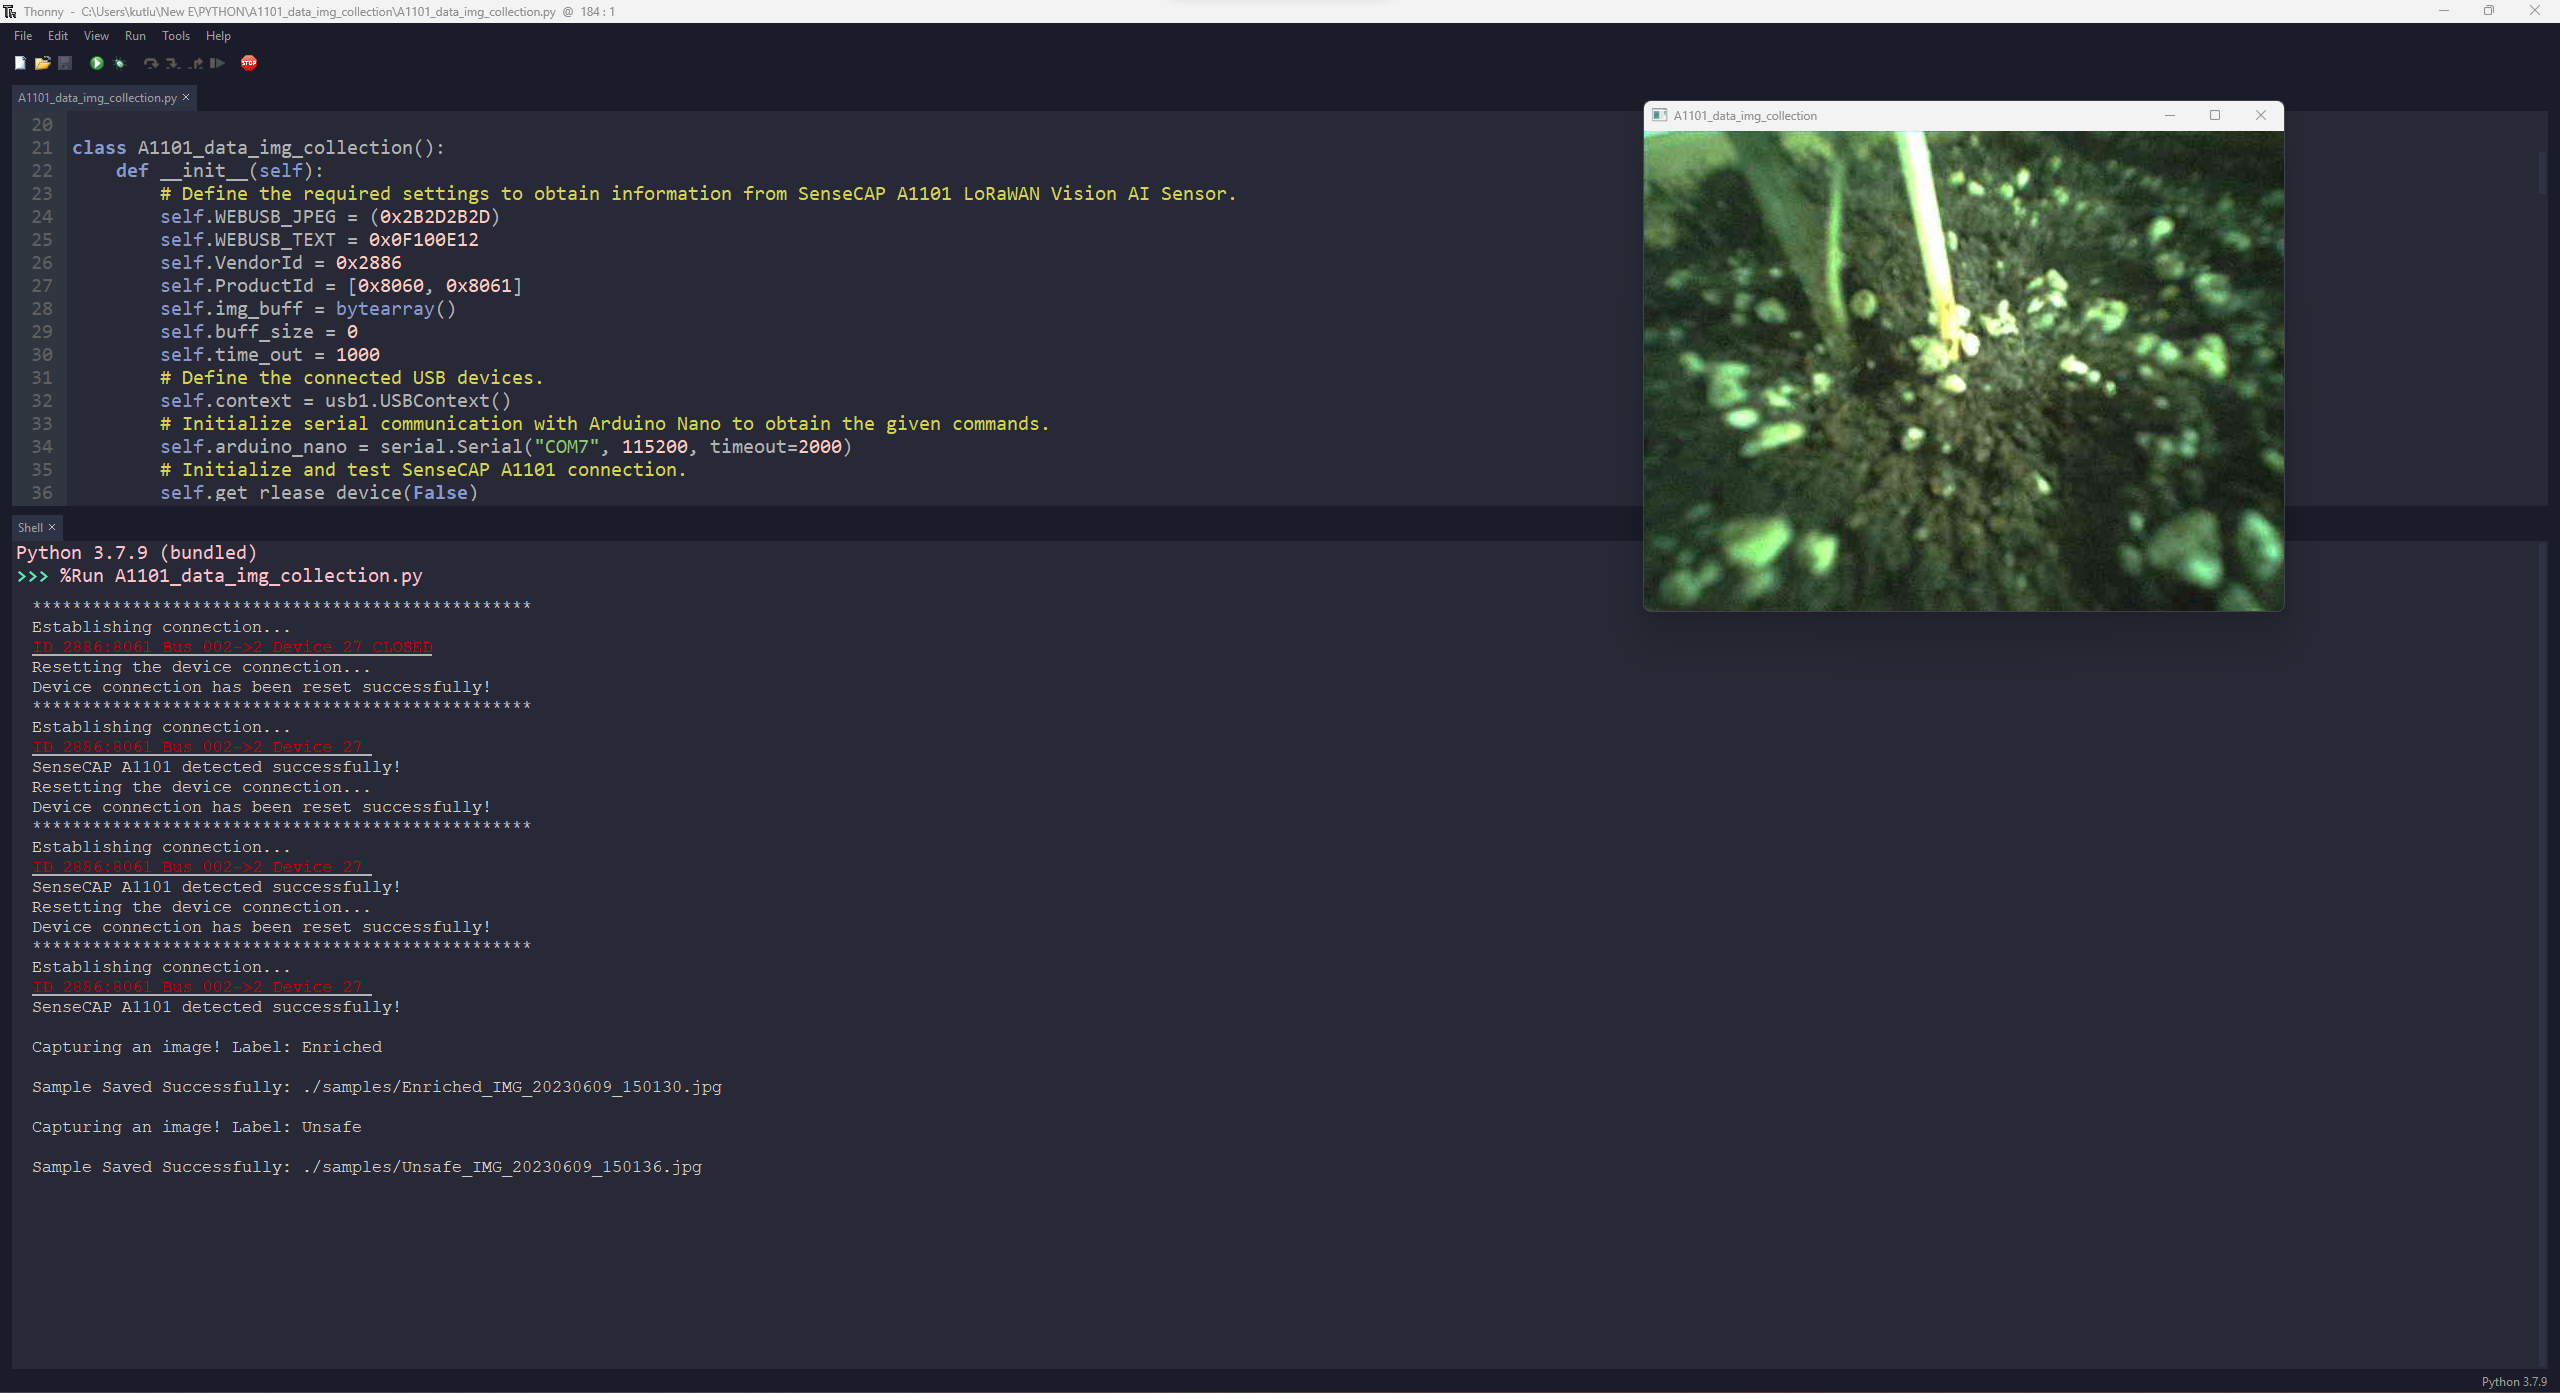 Thonny - C:\Users\kutlu\New E\PYTHON\A1101_data_img_collection\A1101_data_img_collection.py @ 184 : 1
File Edit View Run Tools Help
STOP
A1101_data_img_collection.py ×
20
21 class A1101_data_img_collection():
22     def __init__(self):
23         # Define the required settings to obtain information from SenseCAP A1101 LoRaWAN Vision AI Sensor.
24         self.WEBUSB_JPEG = (0x2B2D2B2D)
25         self.WEBUSB_TEXT = 0x0F100E12
26         self.VendorId = 0x2886
27         self.ProductId = [0x8060, 0x8061]
28         self.img_buff = bytearray()
29         self.buff_size = 0
30         self.time_out = 1000
31         # Define the connected USB devices.
32         self.context = usb1.USBContext()
33         # Initialize serial communication with Arduino Nano to obtain the given commands.
34         self.arduino_nano = serial.Serial("COM7", 115200, timeout=2000)
35         # Initialize and test SenseCAP A1101 connection.
36         self.get_rlease_device(False)
A1101_data_img_collection
Shell ×
Python 3.7.9 (bundled)
>>> %Run A1101_data_img_collection.py
**************************************************
Establishing connection...
ID 2886:8061 Bus 002->2 Device 27 CLOSED
Resetting the device connection...
Device connection has been reset successfully!
**************************************************
Establishing connection...
ID 2886:8061 Bus 002->2 Device 27
SenseCAP A1101 detected successfully!
Resetting the device connection...
Device connection has been reset successfully!
**************************************************
Establishing connection...
ID 2886:8061 Bus 002->2 Device 27
SenseCAP A1101 detected successfully!
Resetting the device connection...
Device connection has been reset successfully!
**************************************************
Establishing connection...
ID 2886:8061 Bus 002->2 Device 27
SenseCAP A1101 detected successfully!
Capturing an image! Label: Enriched
Sample Saved Successfully: ./samples/Enriched_IMG_20230609_150130.jpg
Capturing an image! Label: Unsafe
Sample Saved Successfully: ./samples/Unsafe_IMG_20230609_150136.jpg
Python 3.7.9